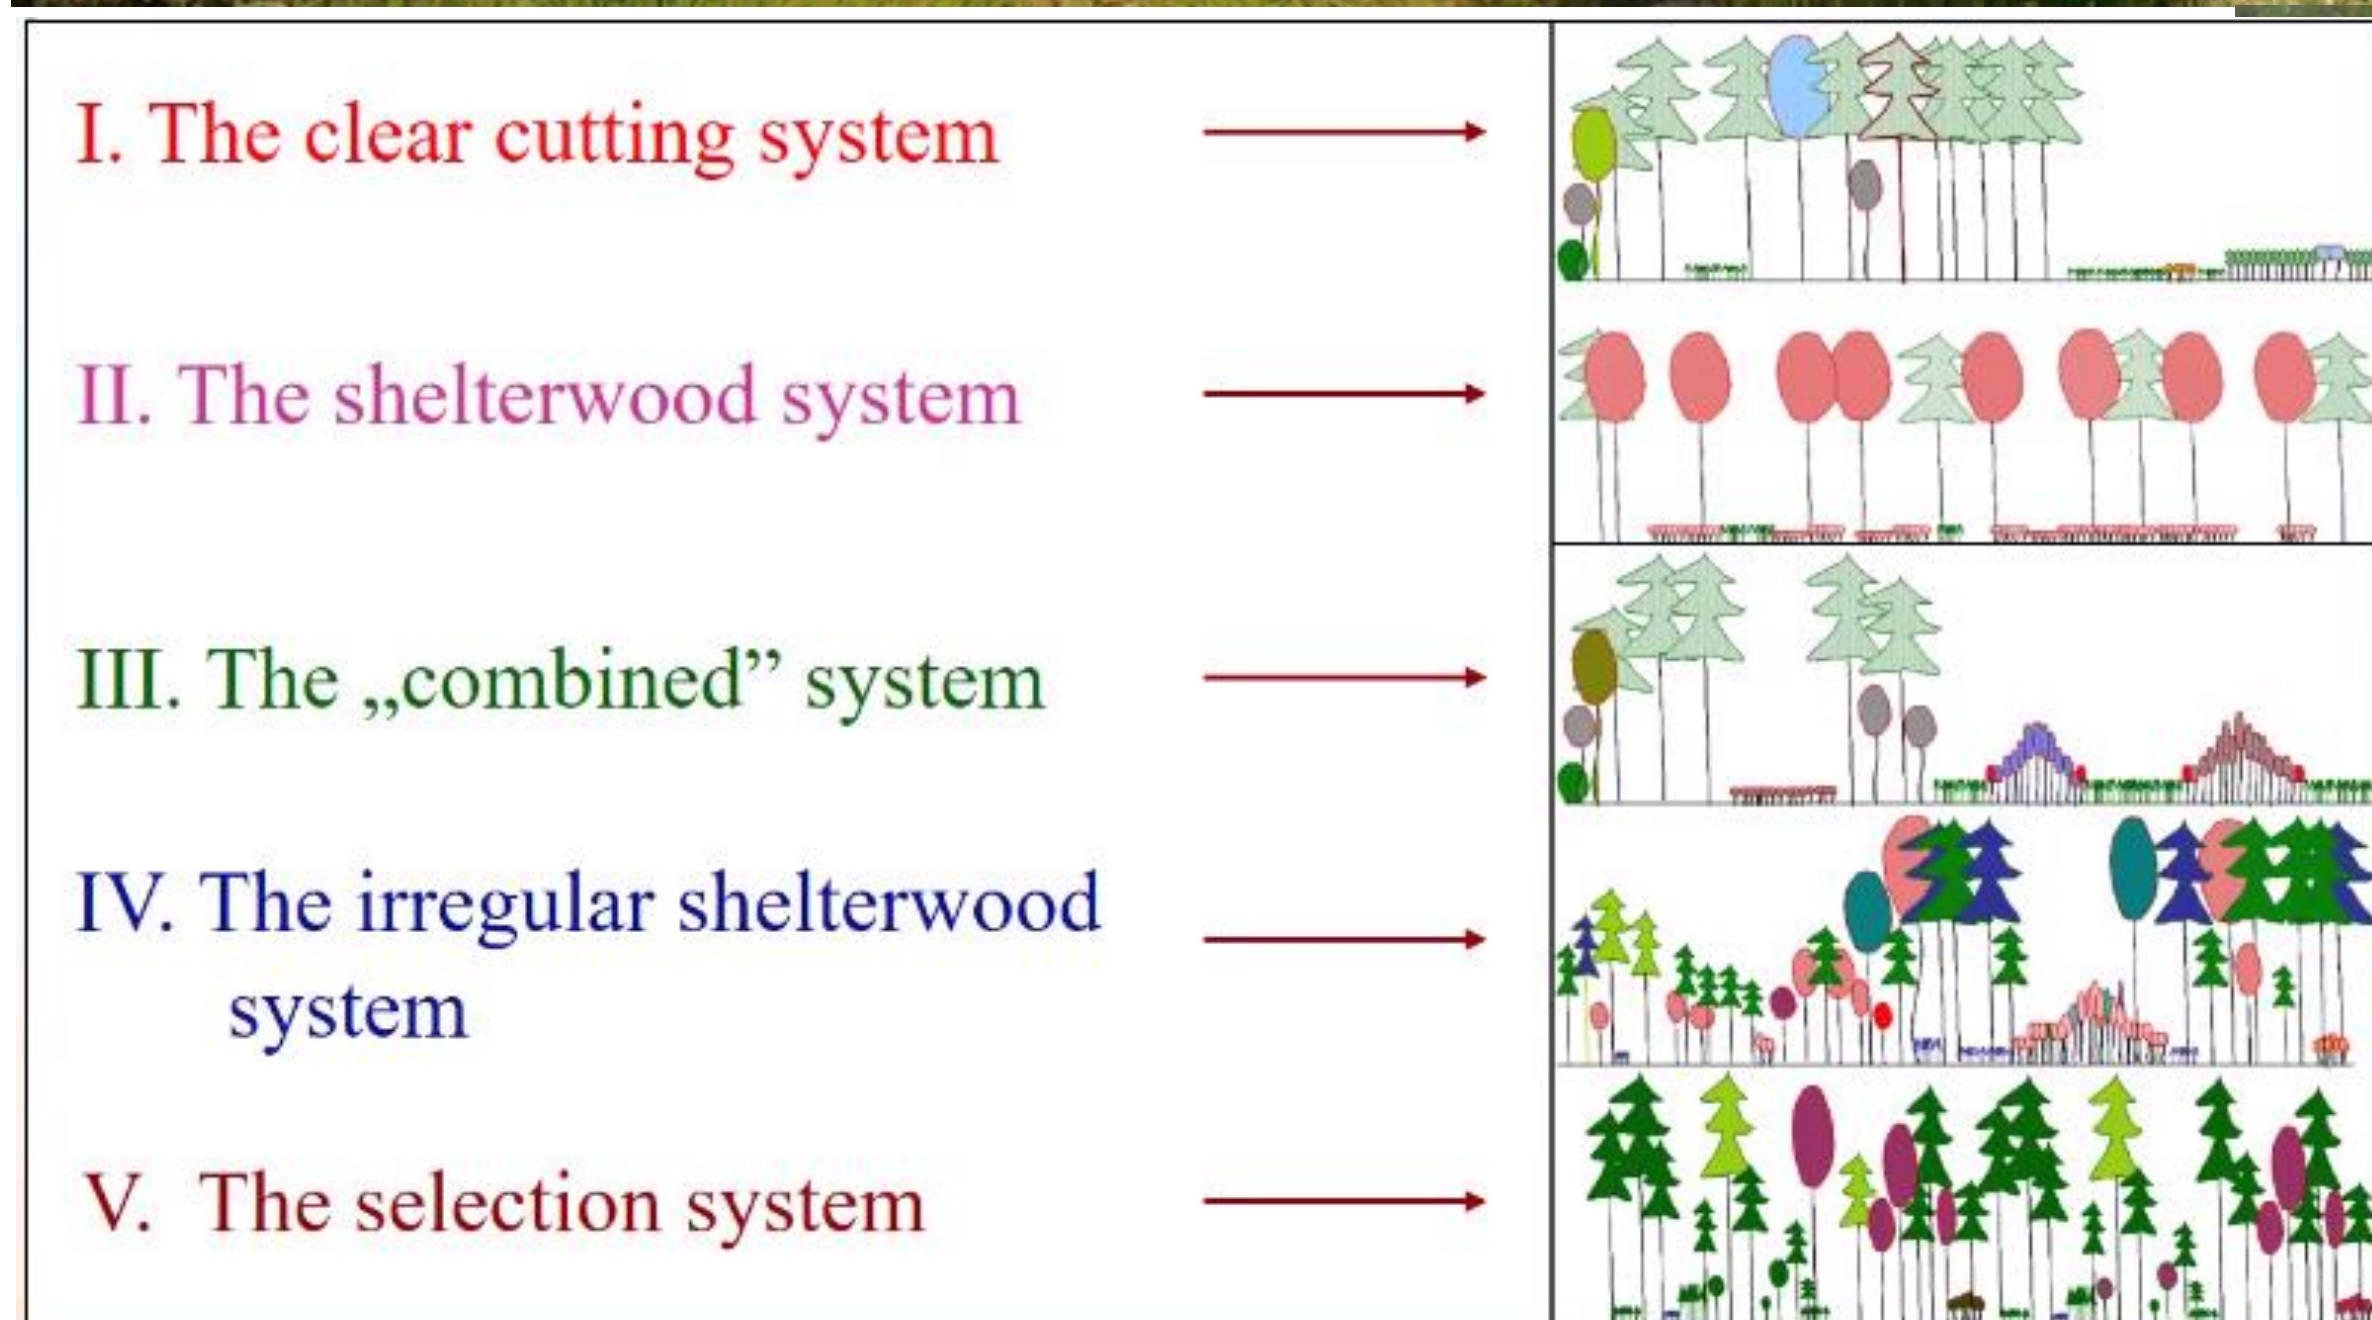 I. The clear cutting system
II. The shelterwood system
III. The „combined” system
IV. The irregular shelterwood
system
V. The selection system